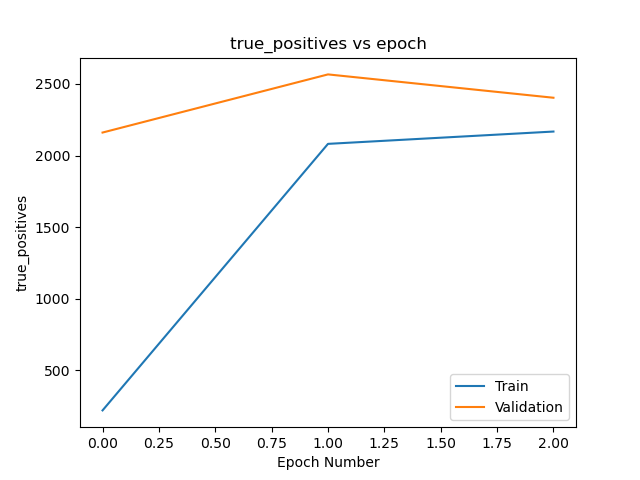 true_positives vs epoch
true_positives
2500
2000
1500
1000
500
0.00 0.25 0.50 0.75 1.00 1.25 1.50 1.75 2.00
Epoch Number
Train
Validation